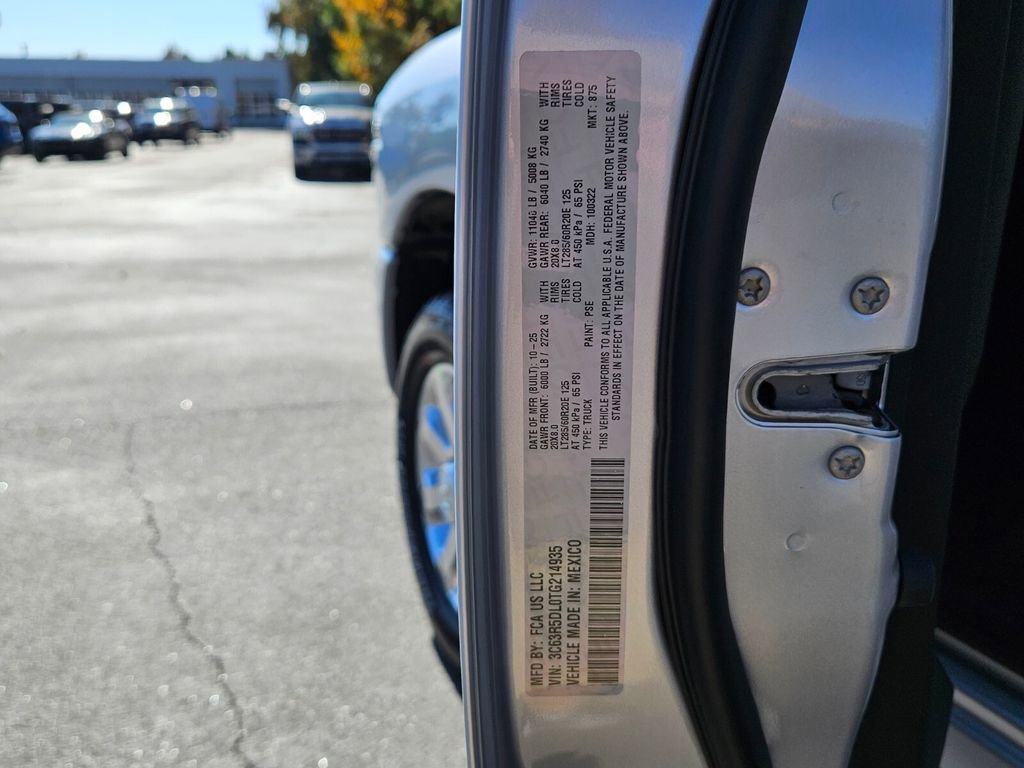 MFD BY: FCA US LLC
VIN: 3C63R5DL0TG214935
VEHICLE MADE IN: MEXICO
DATE OF MFR (BUILT): 10-25
GAWR FRONT: 6000 LB / 2722 KG WITH
20X8.0 RIMS
LT285/60R20E 125 TIRES
AT 450 kPa / 65 PSI COLD
TYPE: TRUCK PAINT: PSE
GVWR: 11040 LB / 5008 KG
GAWR REAR: 6040 LB / 2740 KG WITH
20X8.0 RIMS
LT285/60R20E 125 TIRES
AT 450 kPa / 65 PSI COLD
MDH: 100322 MKT: 875
THIS VEHICLE CONFORMS TO ALL APPLICABLE U.S.A. FEDERAL MOTOR VEHICLE SAFETY
STANDARDS IN EFFECT ON THE DATE OF MANUFACTURE SHOWN ABOVE.